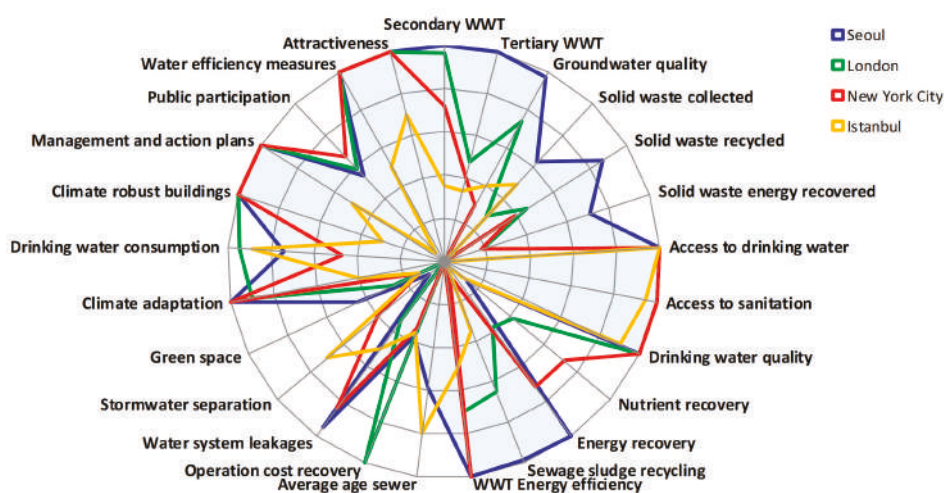 Secondary WWT
Tertiary WWT
Groundwater quality
Solid waste collected
Solid waste recycled
Solid waste energy recovered
Access to drinking water
Access to sanitation
Drinking water quality
Nutrient recovery
Energy recovery
Sewage sludge recycling
WWT Energy efficiency
Average age sewer
Operation cost recovery
Water system leakages
Stormwater separation
Green space
Climate adaptation
Drinking water consumption
Climate robust buildings
Management and action plans
Public participation
Water efficiency measures
Attractiveness
Seoul
London
New York City
Istanbul